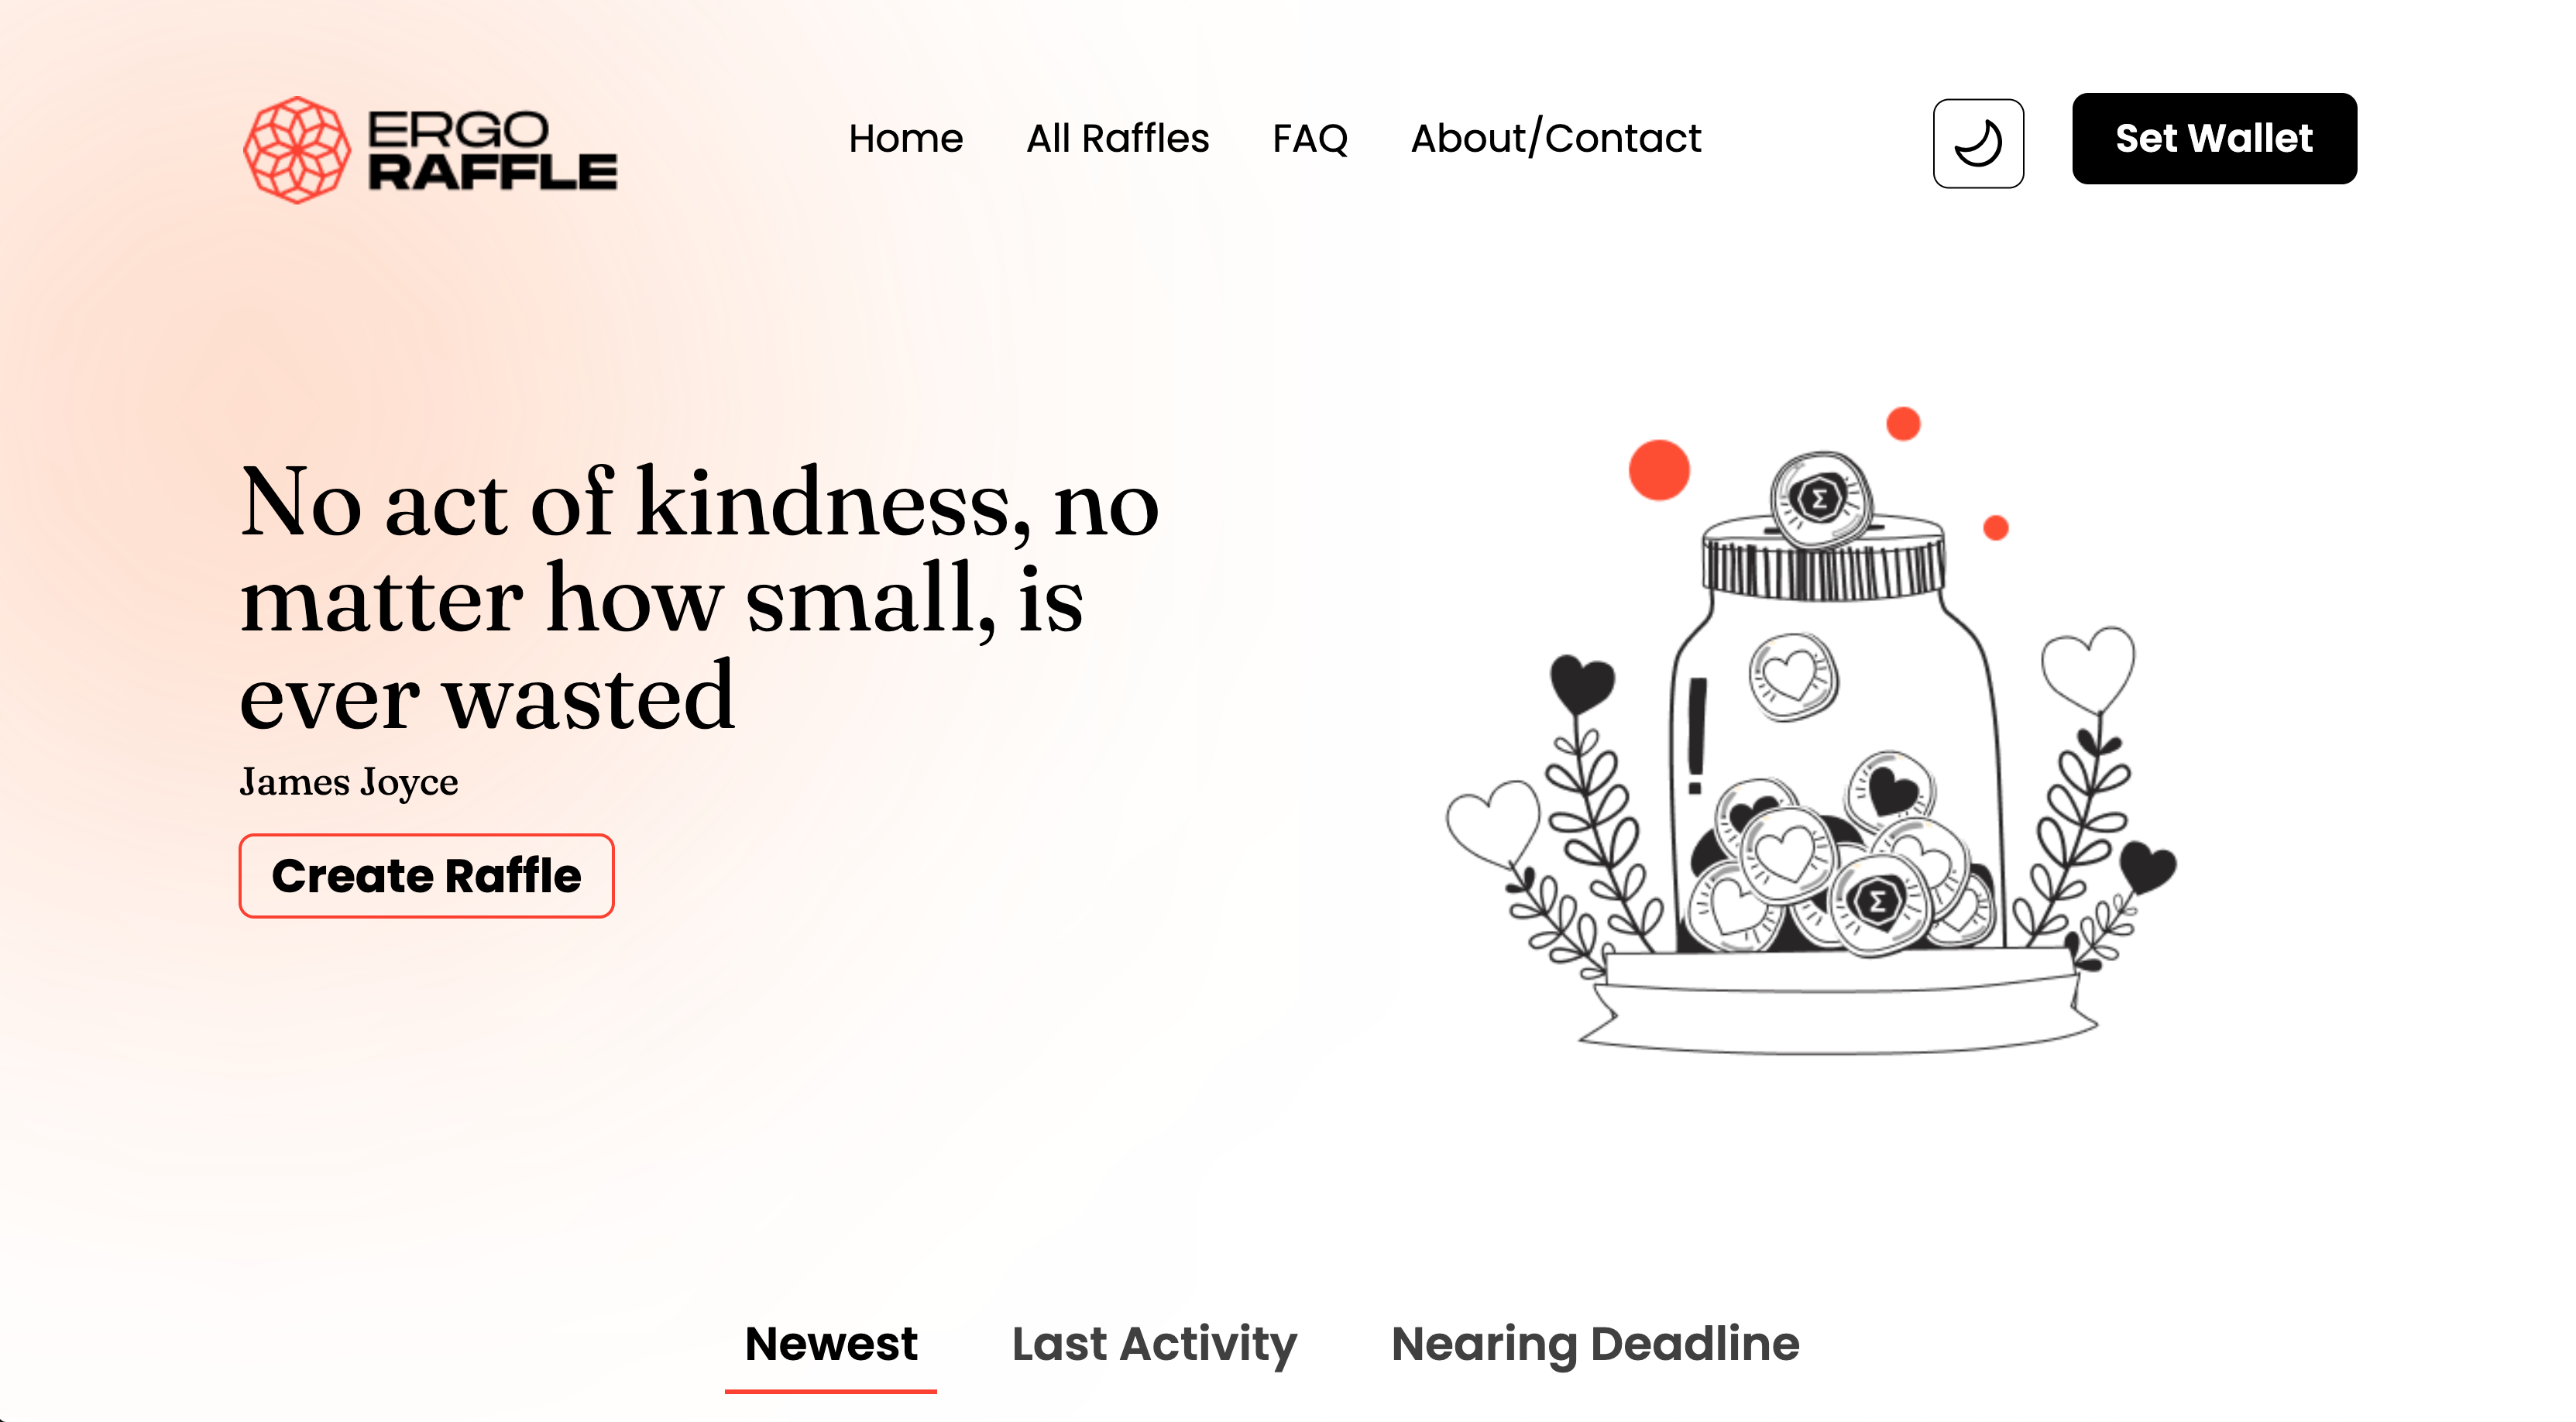 ERGO
RAFFLE
Home
All Raffles
FAQ
About/Contact
Set Wallet
No act of kindness, no
matter how small, is
ever wasted
James Joyce
Create Raffle
Σ
Σ
Newest
Last Activity
Nearing Deadline